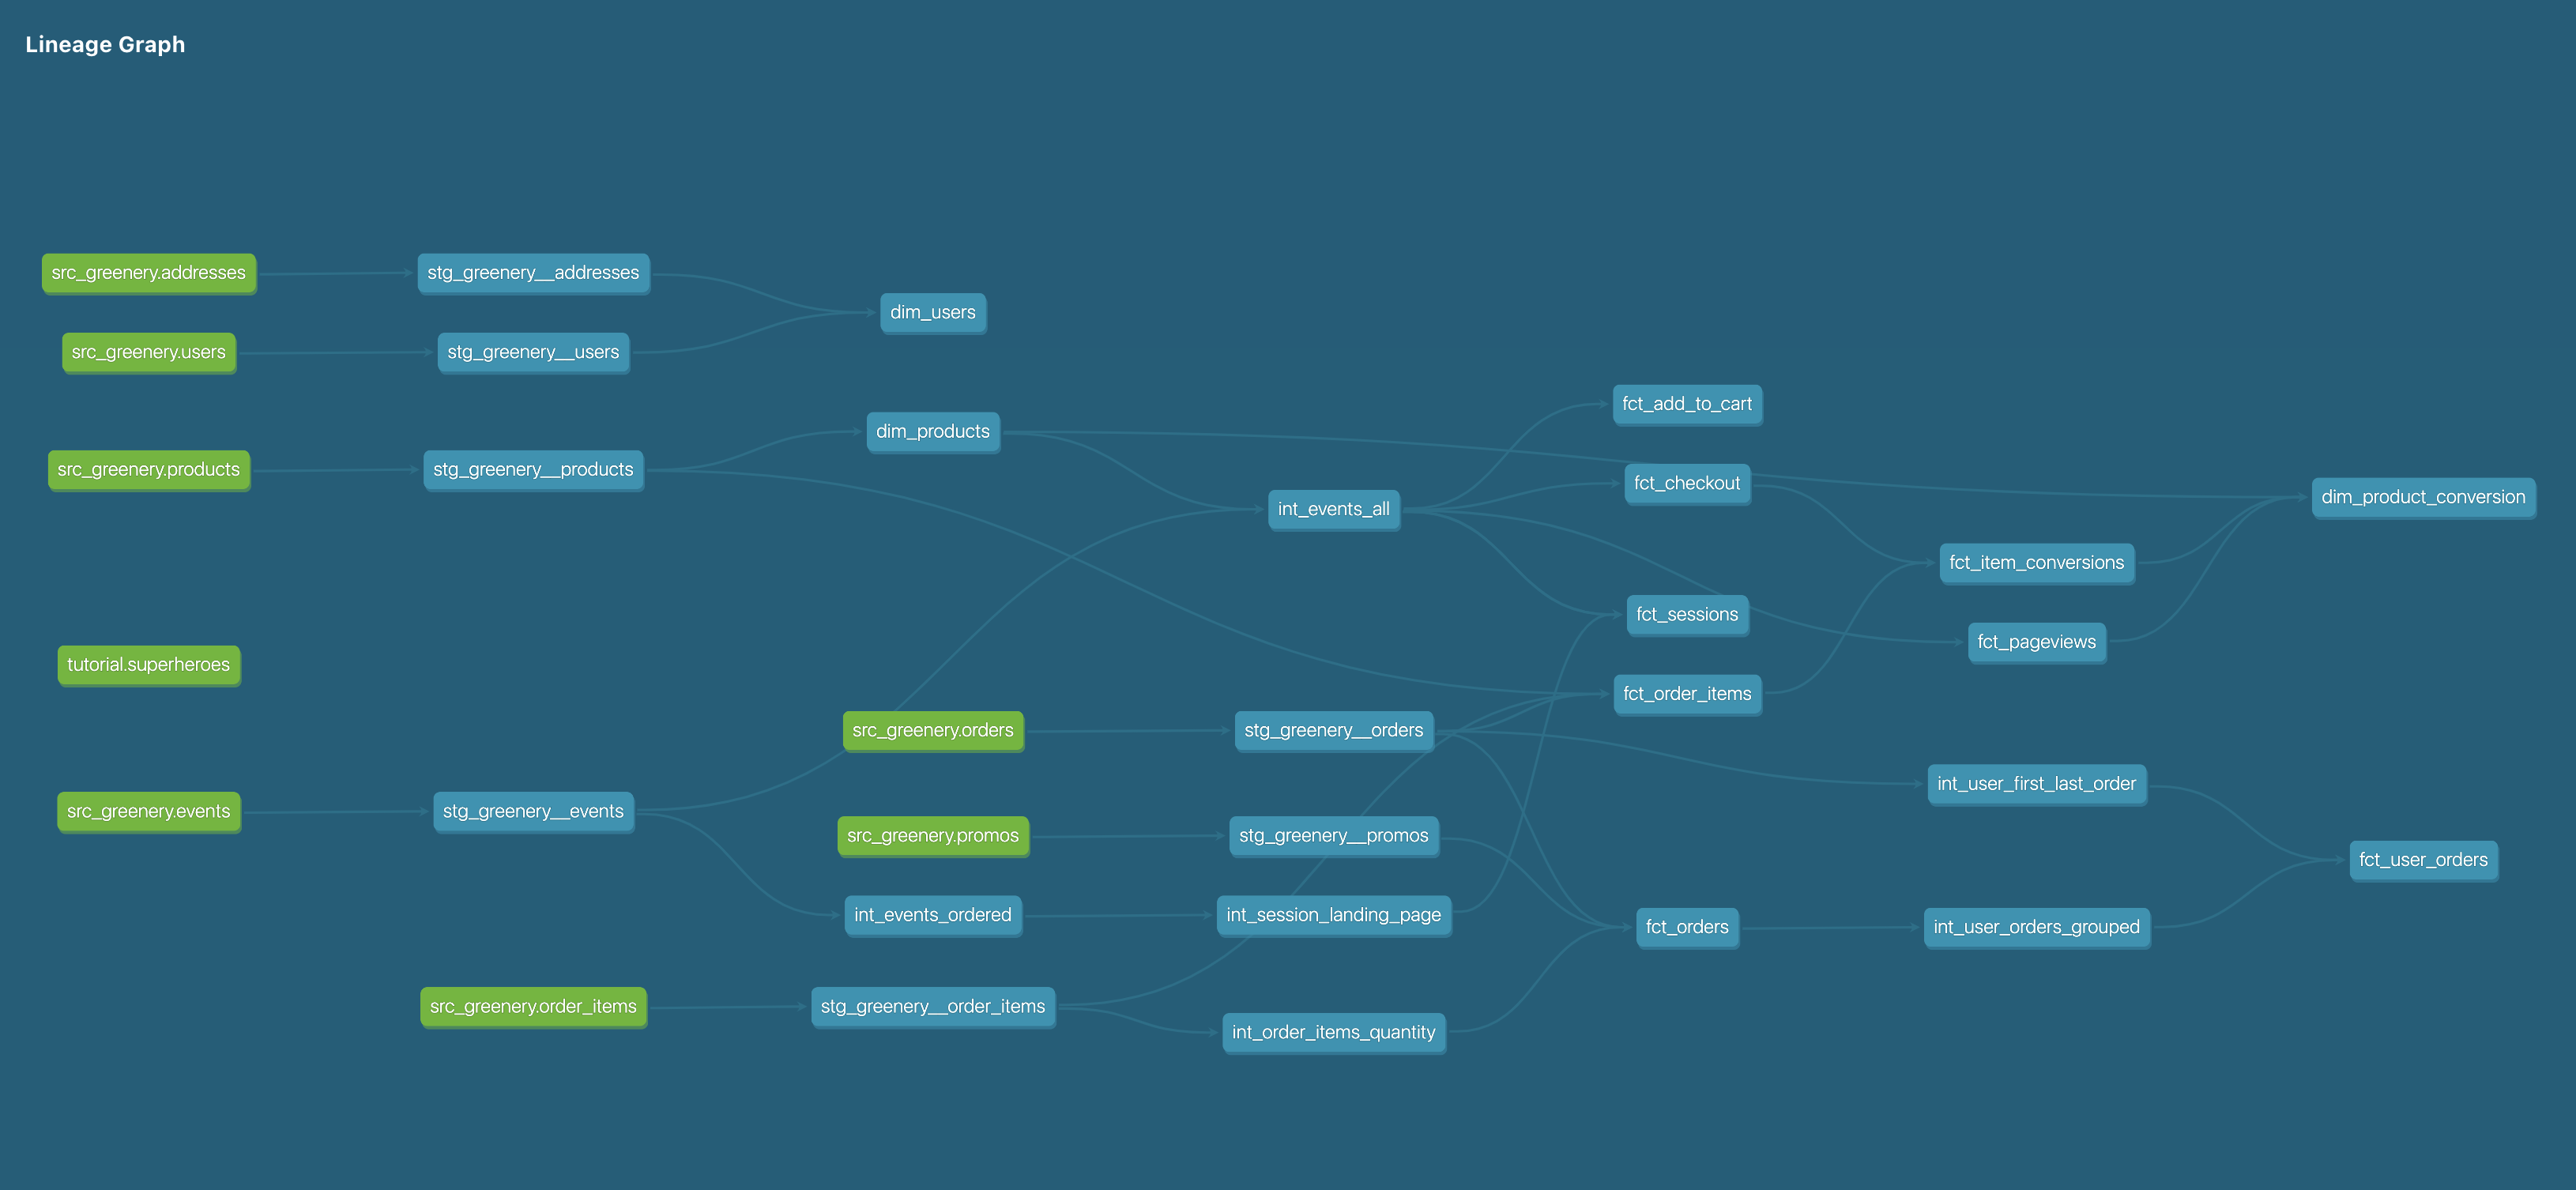 Lineage Graph
src_greenery.addresses
stg_greenery__addresses
dim_users
src_greenery.users
stg_greenery__users
fct_add_to_cart
dim_products
src_greenery.products
stg_greenery__products
fct_checkout
dim_product_conversion
int_events_all
fct_item_conversions
fct_sessions
fct_pageviews
tutorial.superheroes
fct_order_items
src_greenery.orders
stg_greenery__orders
int_user_first_last_order
src_greenery.events
stg_greenery__events
src_greenery.promos
stg_greenery__promos
fct_user_orders
int_events_ordered
int_session_landing_page
fct_orders
int_user_orders_grouped
src_greenery.order_items
stg_greenery__order_items
int_order_items_quantity